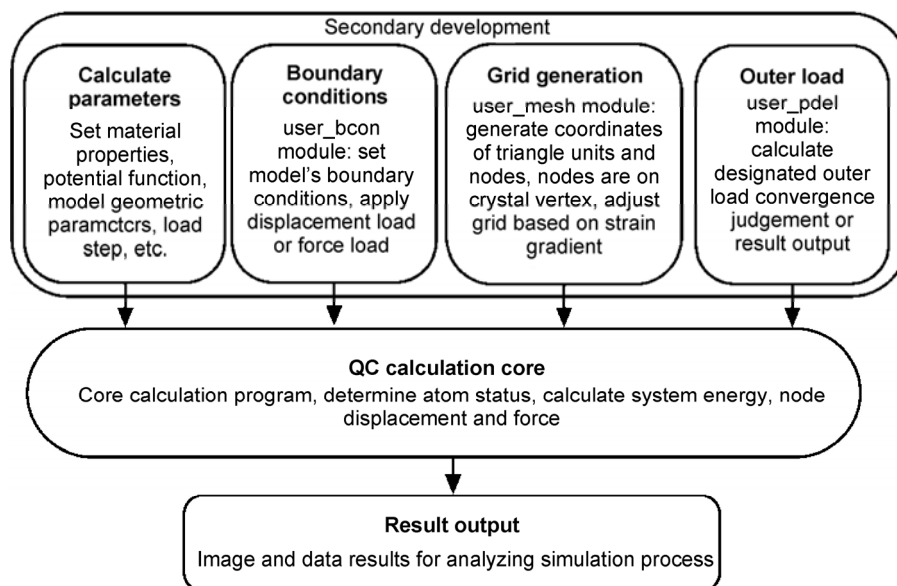 Secondary development
Calculate
parameters
Set material
properties,
potential function,
model geometric
paramctcrs, load
step, etc.
Boundary
conditions
user_bcon
module: set
model's boundary
conditions, apply
displacement load
or force load
Grid generation
user_mesh module:
generate coordinates
of triangle units and
nodes, nodes are on
crystal vertex, adjust
grid based on strain
gradient
Outer load
user_pdel
module:
calculate
designated outer
load convergence
judgement or
result output
QC calculation core
Core calculation program, determine atom status, calculate system energy, node
displacement and force
Result output
Image and data results for analyzing simulation process